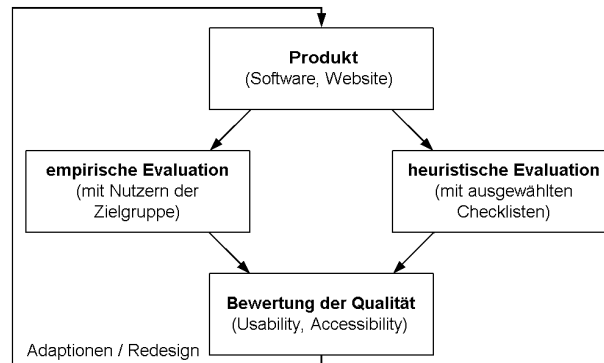 Produkt
(Software, Website)
empirische Evaluation
(mit Nutzern der
Zielgruppe)
heuristische Evaluation
(mit ausgewählten
Checklisten)
Bewertung der Qualität
(Usability, Accessibility)
Adaptionen / Redesign